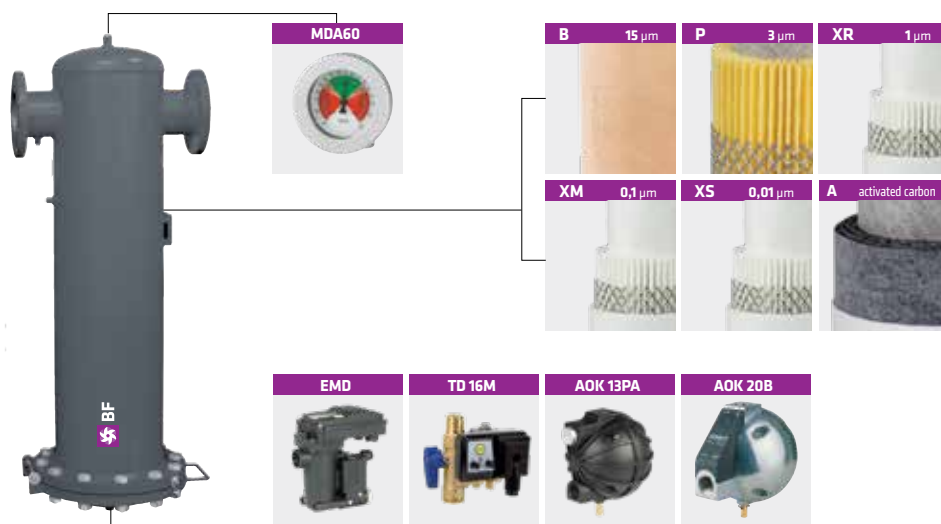 MDA60
B 15 μm
P 3 μm
XR 1 μm
XM 0,1 μm
XS 0,01 μm
A activated carbon
BF
EMD
TD 16M
AOK 13PA
AOK 20B